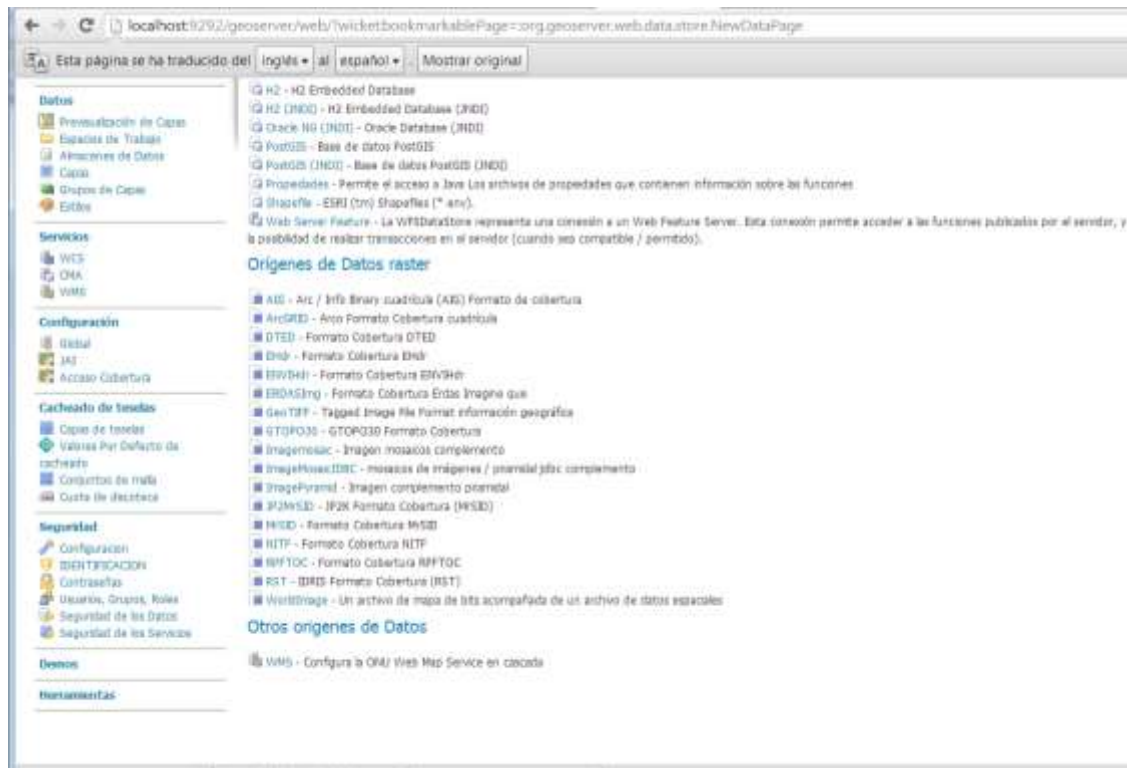 localhost:9292/geoserver/web/?wicket:bookmarkablePage=:org.geoserver.web.data.store.NewDataPage
Esta página se ha traducido del inglés al español . Mostrar original
Datos
Previsualización de Capas
Espacios de Trabajo
Almacenes de Datos
Capas
Grupos de Capas
Estilos
Servicios
WCS
OMA
WMS
Configuración
Global
JAI
Acceso Cobertura
Cacheado de teselas
Capas de teselas
Valores Por Defecto de
cacheado
Conjuntos de malla
Cuota de discoteca
Seguridad
Configuracion
IDENTIFICACION
Contraseñas
Usuarios, Grupos, Roles
Seguridad de los Datos
Seguridad de los Servicios
Demos
Herramientas
H2 - H2 Embedded Database
H2 (JNDI) - H2 Embedded Database (JNDI)
Oracle NG (JNDI) - Oracle Database (JNDI)
PostGIS - Base de datos PostGIS
PostGIS (JNDI) - Base de datos PostGIS (JNDI)
Propiedades - Permite el acceso a Java Los archivos de propiedades que contienen información sobre las funciones
Shapefile - ESRI (tm) Shapefiles (* env).
Web Server Feature - La WFSDataStore representa una conexión a un Web Feature Server. Esta conexión permite acceder a las funciones publicados por el servidor, y
la posibilidad de realizar transacciones en el servidor (cuando sea compatible / permitido).
Orígenes de Datos raster
AIG - Arc / Info Binary cuadrícula (AIG) Formato de cobertura
ArcGRID - Arco Formato Cobertura cuadrícula
DTED - Formato Cobertura DTED
EHdr - Formato Cobertura EHdr
ENVIHdr - Formato Cobertura ENVIHdr
ERDASImg - Formato Cobertura Erdas Imagine que
GeoTIFF - Tagged Image File Format información geográfica
GTOPO30 - GTOPO30 Formato Cobertura
Imagemosaic - Imagen mosaicos complemento
ImageMosaicJDBC - mosaicos de imágenes / piramidal jdbc complemento
ImagePyramid - Imagen complemento piramidal
JP2MrSID - JP2K Formato Cobertura (MrSID)
MrSID - Formato Cobertura MrSID
NITF - Formato Cobertura NITF
RPFTOC - Formato Cobertura RPFTOC
RST - IDRIS Formato Cobertura (RST)
WorldImage - Un archivo de mapa de bits acompañada de un archivo de datos espaciales
Otros orígenes de Datos
WMS - Configura la ONU Web Map Service en cascada